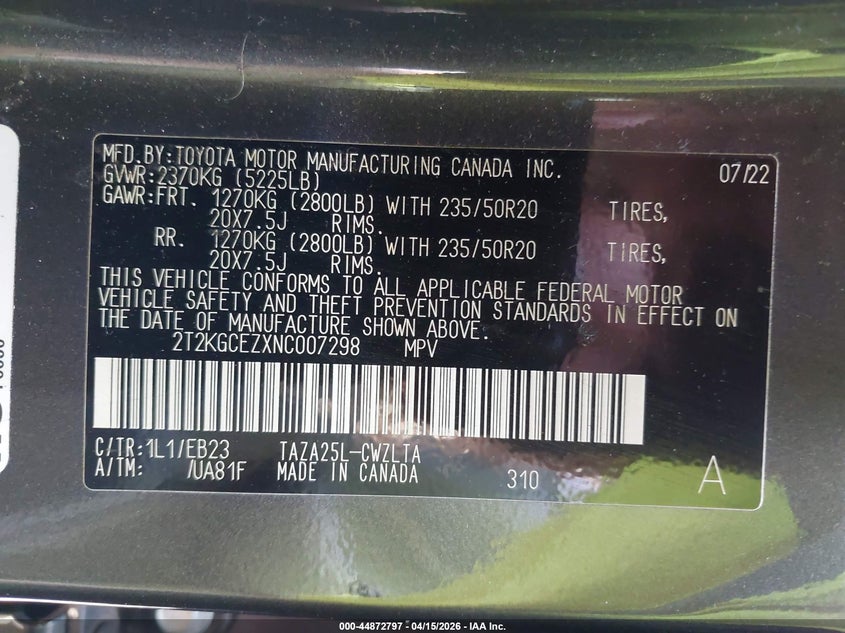 MFD.BY:TOYOTA MOTOR MANUFACTURING CANADA INC. 07/22
GVWR:2370KG (5225LB)
GAWR:FRT. 1270KG (2800LB) WITH 235/50R20 TIRES,
20X7.5J RIMS.
RR. 1270KG (2800LB) WITH 235/50R20 TIRES,
20X7.5J RIMS.
THIS VEHICLE CONFORMS TO ALL APPLICABLE FEDERAL MOTOR
VEHICLE SAFETY AND THEFT PREVENTION STANDARDS IN EFFECT ON
THE DATE OF MANUFACTURE SHOWN ABOVE.
2T2KGCEZXNC007298 MPV
C/TR:1L1/EB23 TAZA25L-CWZLTA
A/TM: /UA81F MADE IN CANADA 310 A
000-44872797 - 04/15/2026 - IAA Inc.